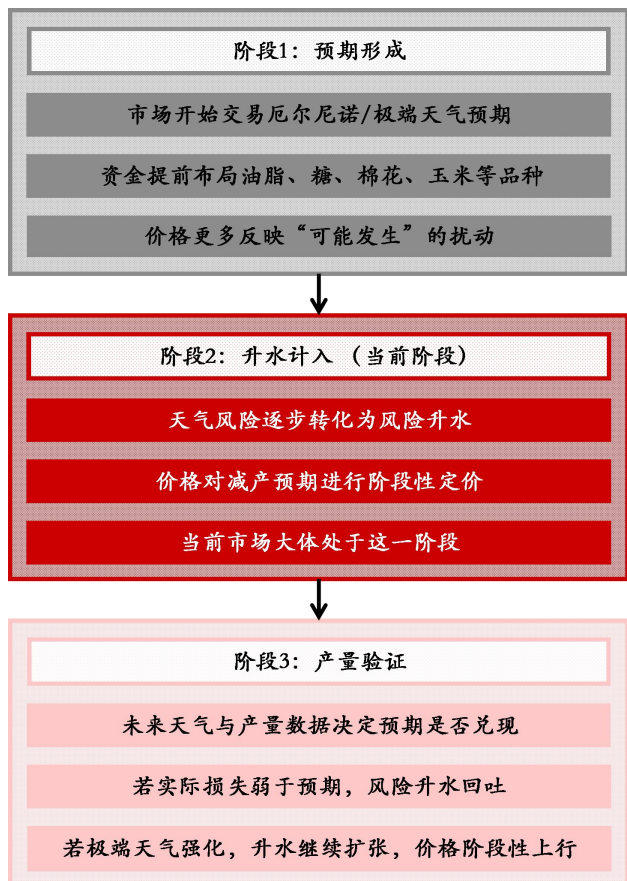 阶段1：预期形成
市场开始交易厄尔尼诺/极端天气预期
资金提前布局油脂、糖、棉花、玉米等品种
价格更多反映“可能发生”的扰动
阶段2：升水计入 （当前阶段）
天气风险逐步转化为风险升水
价格对减产预期进行阶段性定价
当前市场大体处于这一阶段
阶段3：产量验证
未来天气与产量数据决定预期是否兑现
若实际损失弱于预期，风险升水回吐
若极端天气强化，升水继续扩张，价格阶段性上行